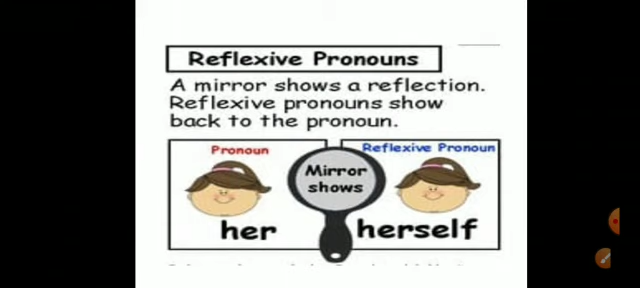 Reflexive Pronouns
A mirror shows a reflection.
Reflexive pronouns show
back to the pronoun.
Pronoun
Reflexive Pronoun
Mirror
shows
her
herself